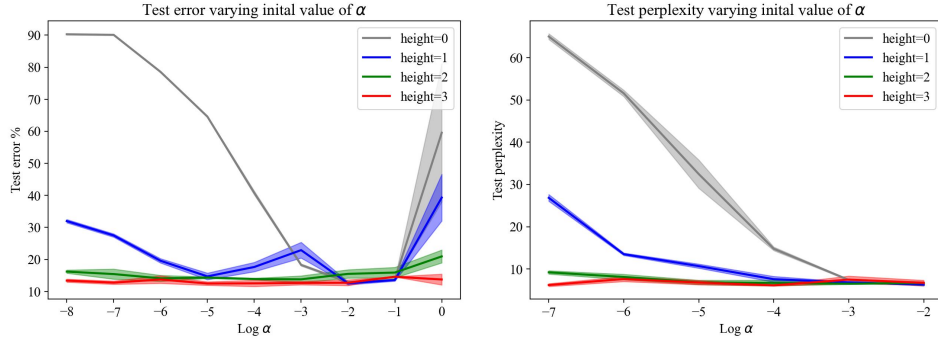 Test error varying inital value of α
90
80
70
60
50
40
30
20
10
Test error %
height=0
height=1
height=2
height=3
−8
−7
−6
−5
−4
−3
−2
−1
0
Log α
Test perplexity varying inital value of α
60
50
40
30
20
10
Test perplexity
height=0
height=1
height=2
height=3
−7
−6
−5
−4
−3
−2
Log α